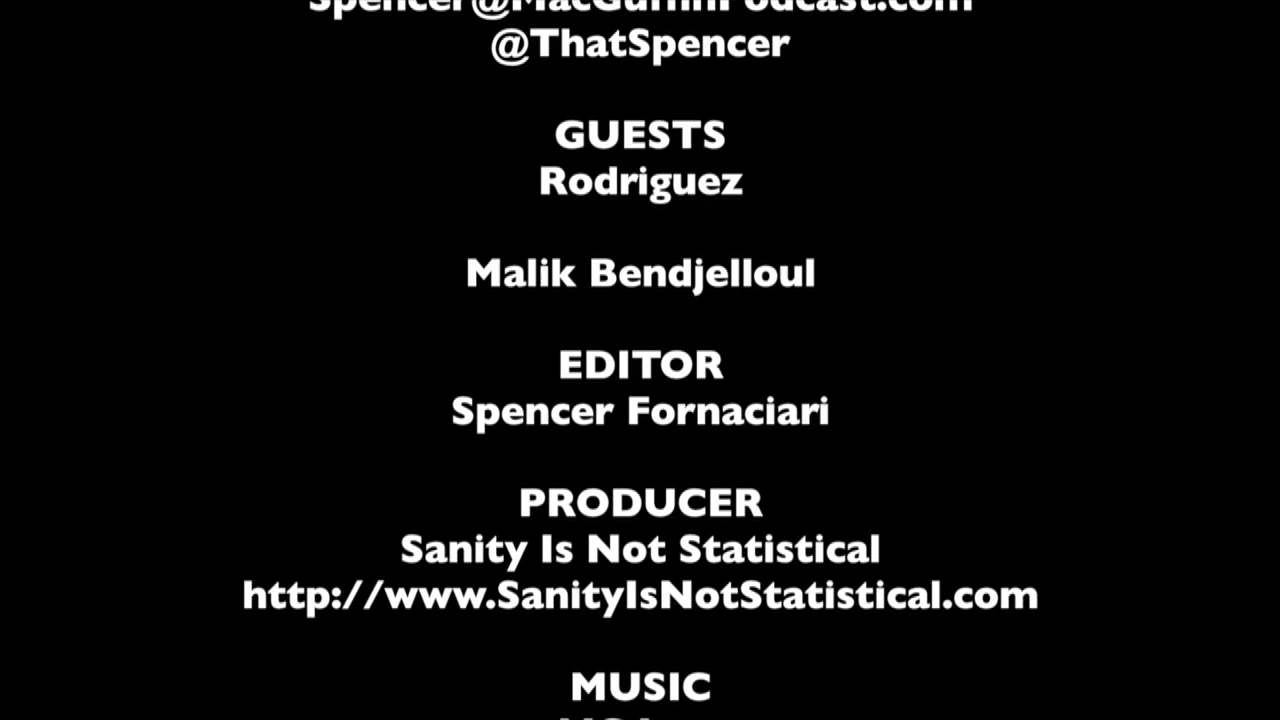 @ThatSpencer
GUESTS
Rodriguez
Malik Bendjelloul
EDITOR
Spencer Fornaciari
PRODUCER
Sanity Is Not Statistical
http://www.SanityIsNotStatistical.com
MUSIC